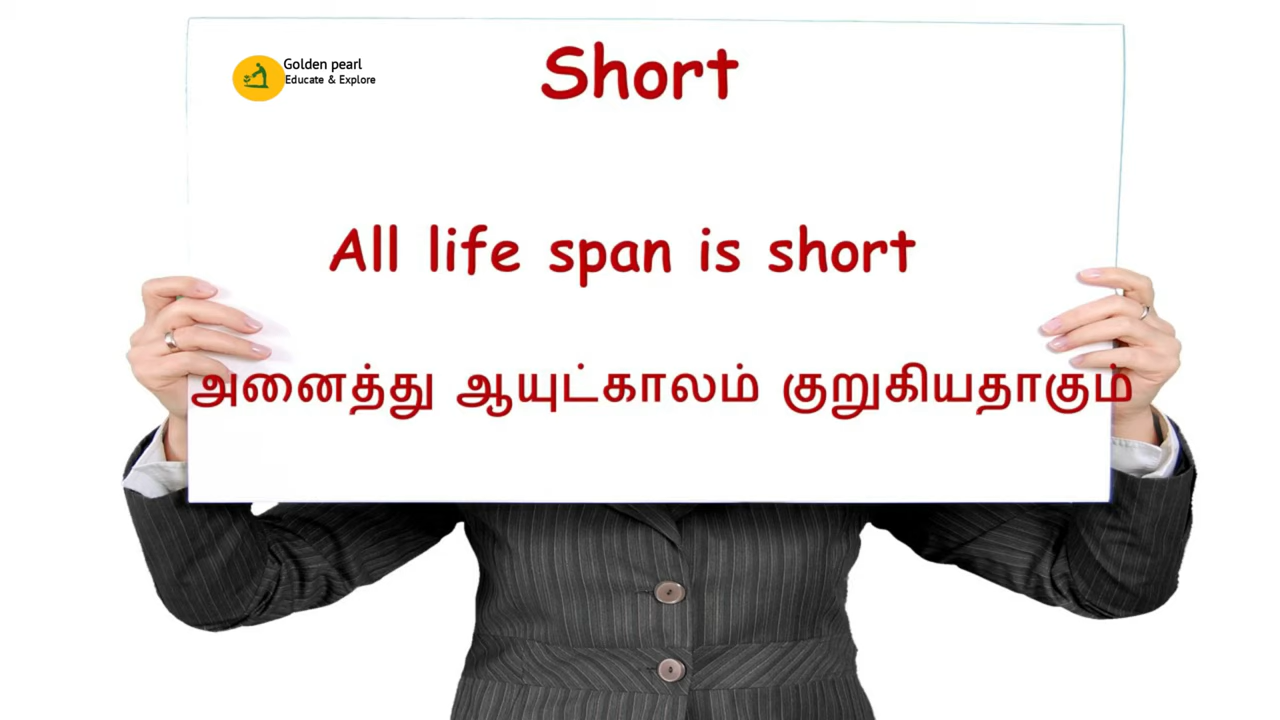 Golden pearl
Educate & Explore
Short
All life span is short
அனைத்து ஆயுட்காலம் குறுகியதாகும்